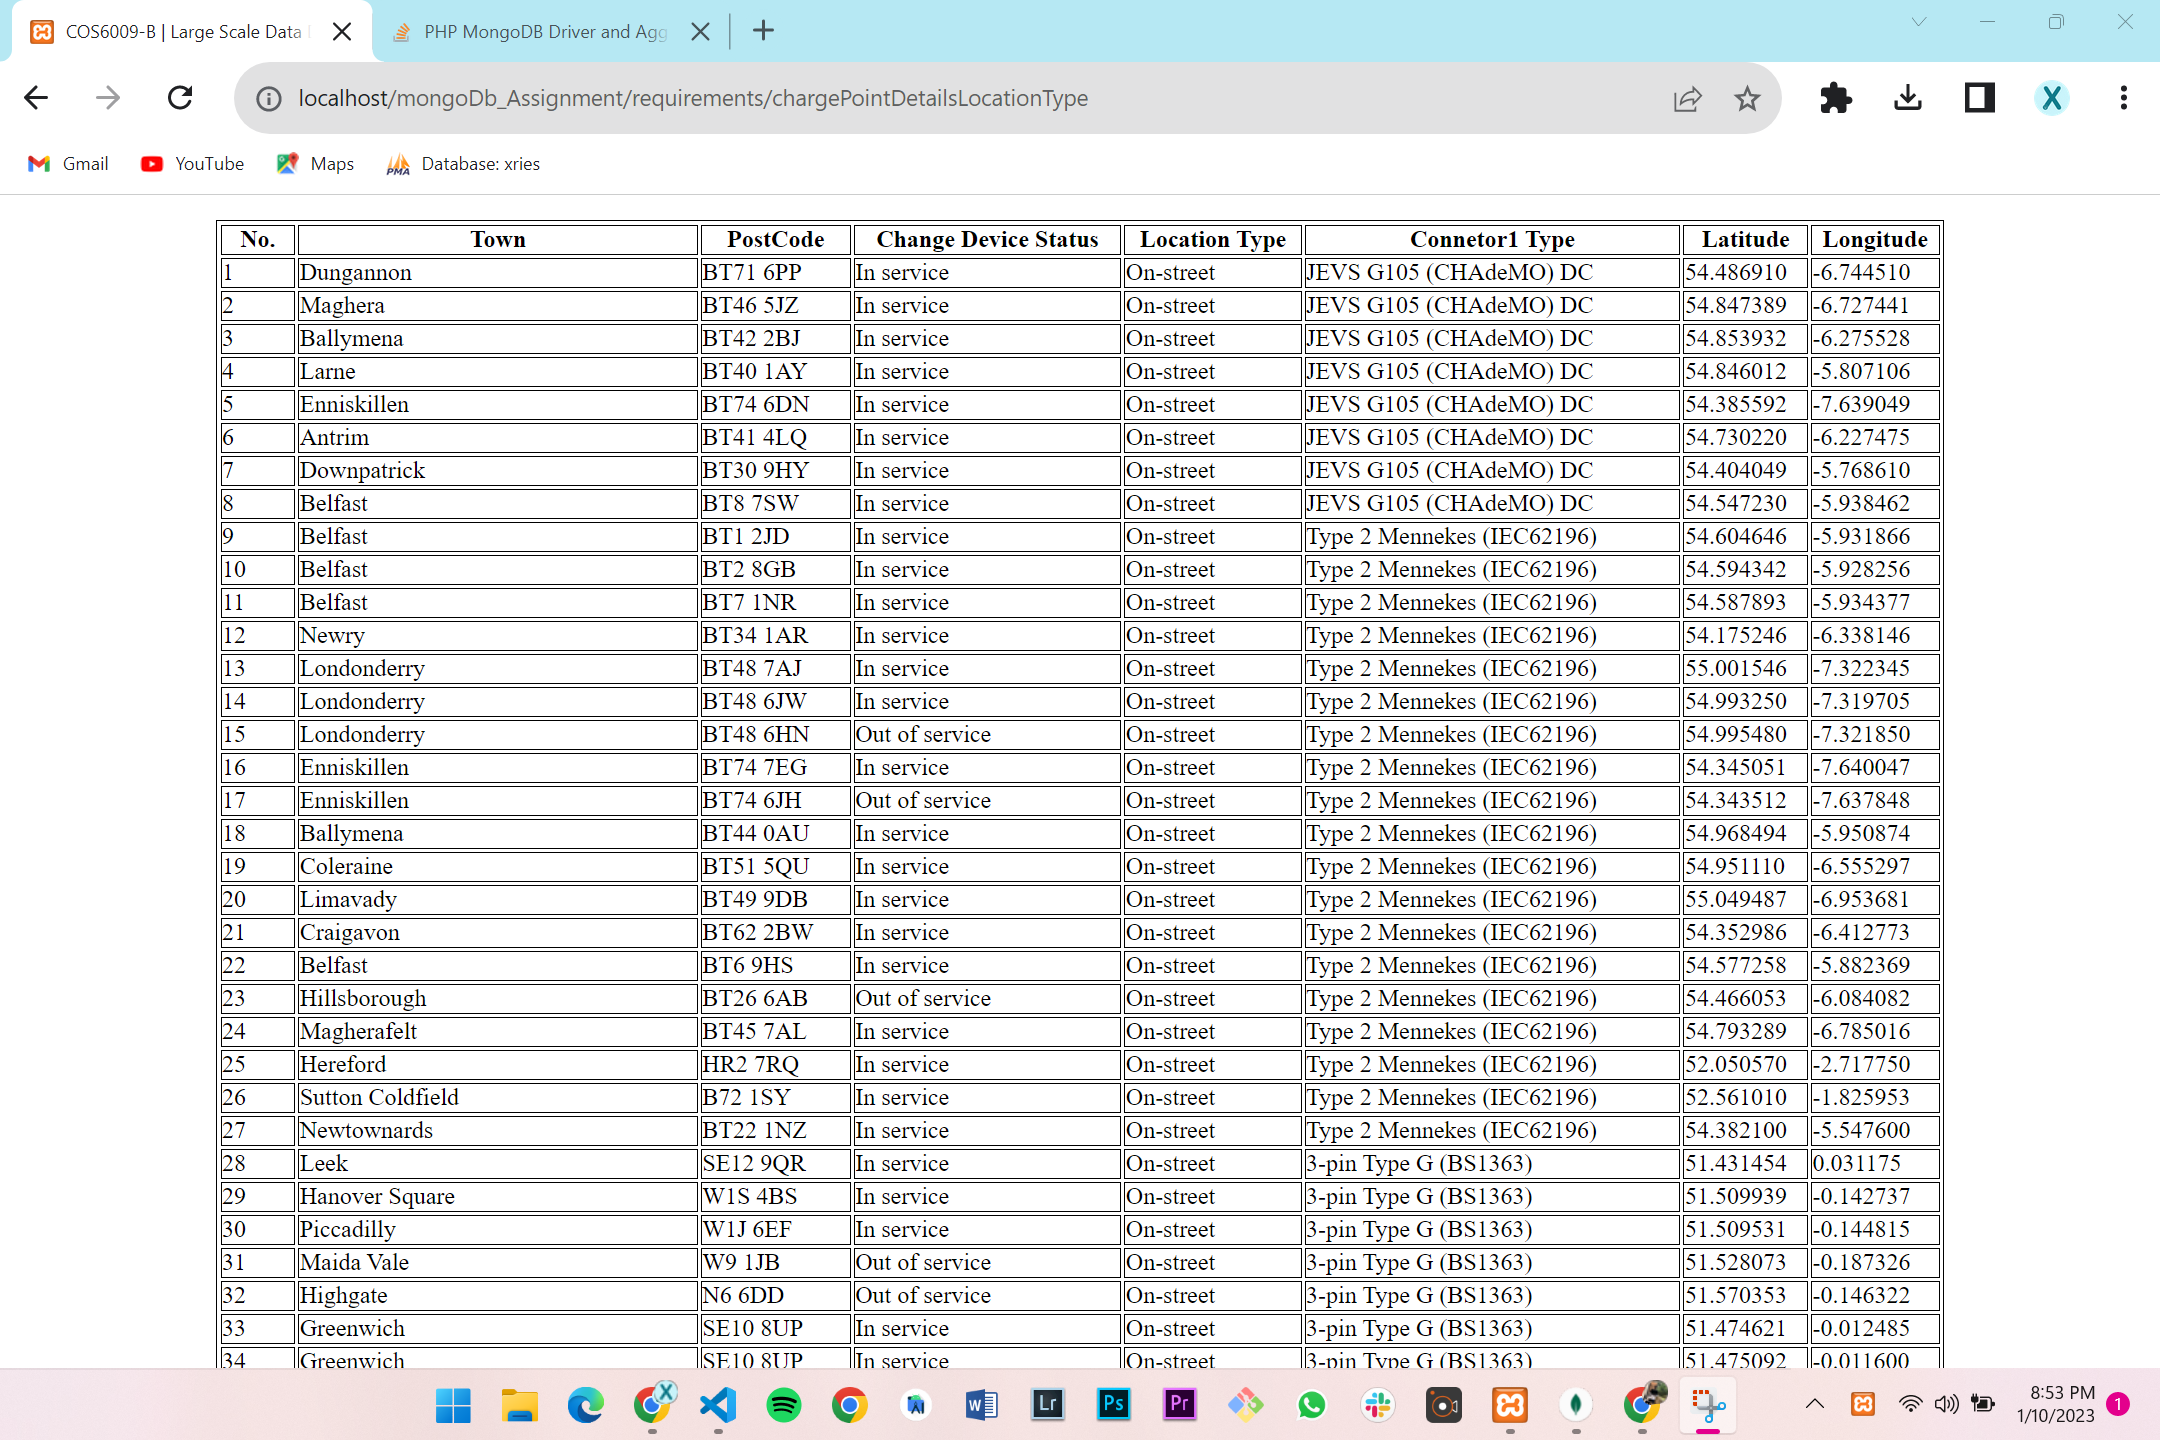 COS6009-B | Large Scale Data
PHP MongoDB Driver and Agg
localhost/mongoDb_Assignment/requirements/chargePointDetailsLocationType
X
Gmail YouTube Maps PMA Database: xries
No. Town PostCode Change Device Status Location Type Connetor1 Type Latitude Longitude
1 Dungannon BT71 6PP In service On-street JEVS G105 (CHAdeMO) DC 54.486910 -6.744510
2 Maghera BT46 5JZ In service On-street JEVS G105 (CHAdeMO) DC 54.847389 -6.727441
3 Ballymena BT42 2BJ In service On-street JEVS G105 (CHAdeMO) DC 54.853932 -6.275528
4 Larne BT40 1AY In service On-street JEVS G105 (CHAdeMO) DC 54.846012 -5.807106
5 Enniskillen BT74 6DN In service On-street JEVS G105 (CHAdeMO) DC 54.385592 -7.639049
6 Antrim BT41 4LQ In service On-street JEVS G105 (CHAdeMO) DC 54.730220 -6.227475
7 Downpatrick BT30 9HY In service On-street JEVS G105 (CHAdeMO) DC 54.404049 -5.768610
8 Belfast BT8 7SW In service On-street JEVS G105 (CHAdeMO) DC 54.547230 -5.938462
9 Belfast BT1 2JD In service On-street Type 2 Mennekes (IEC62196) 54.604646 -5.931866
10 Belfast BT2 8GB In service On-street Type 2 Mennekes (IEC62196) 54.594342 -5.928256
11 Belfast BT7 1NR In service On-street Type 2 Mennekes (IEC62196) 54.587893 -5.934377
12 Newry BT34 1AR In service On-street Type 2 Mennekes (IEC62196) 54.175246 -6.338146
13 Londonderry BT48 7AJ In service On-street Type 2 Mennekes (IEC62196) 55.001546 -7.322345
14 Londonderry BT48 6JW In service On-street Type 2 Mennekes (IEC62196) 54.993250 -7.319705
15 Londonderry BT48 6HN Out of service On-street Type 2 Mennekes (IEC62196) 54.995480 -7.321850
16 Enniskillen BT74 7EG In service On-street Type 2 Mennekes (IEC62196) 54.345051 -7.640047
17 Enniskillen BT74 6JH Out of service On-street Type 2 Mennekes (IEC62196) 54.343512 -7.637848
18 Ballymena BT44 0AU In service On-street Type 2 Mennekes (IEC62196) 54.968494 -5.950874
19 Coleraine BT51 5QU In service On-street Type 2 Mennekes (IEC62196) 54.951110 -6.555297
20 Limavady BT49 9DB In service On-street Type 2 Mennekes (IEC62196) 55.049487 -6.953681
21 Craigavon BT62 2BW In service On-street Type 2 Mennekes (IEC62196) 54.352986 -6.412773
22 Belfast BT6 9HS In service On-street Type 2 Mennekes (IEC62196) 54.577258 -5.882369
23 Hillsborough BT26 6AB Out of service On-street Type 2 Mennekes (IEC62196) 54.466053 -6.084082
24 Magherafelt BT45 7AL In service On-street Type 2 Mennekes (IEC62196) 54.793289 -6.785016
25 Hereford HR2 7RQ In service On-street Type 2 Mennekes (IEC62196) 52.050570 -2.717750
26 Sutton Coldfield B72 1SY In service On-street Type 2 Mennekes (IEC62196) 52.561010 -1.825953
27 Newtownards BT22 1NZ In service On-street Type 2 Mennekes (IEC62196) 54.382100 -5.547600
28 Leek SE12 9QR In service On-street 3-pin Type G (BS1363) 51.431454 0.031175
29 Hanover Square W1S 4BS In service On-street 3-pin Type G (BS1363) 51.509939 -0.142737
30 Piccadilly W1J 6EF In service On-street 3-pin Type G (BS1363) 51.509531 -0.144815
31 Maida Vale W9 1JB Out of service On-street 3-pin Type G (BS1363) 51.528073 -0.187326
32 Highgate N6 6DD Out of service On-street 3-pin Type G (BS1363) 51.570353 -0.146322
33 Greenwich SE10 8UP In service On-street 3-pin Type G (BS1363) 51.474621 -0.012485
34 Greenwich SE10 8UP In service On-street 3-pin Type G (BS1363) 51.475092 -0.011600
X W Lr Ps Pr
8:53 PM
1/10/2023
1